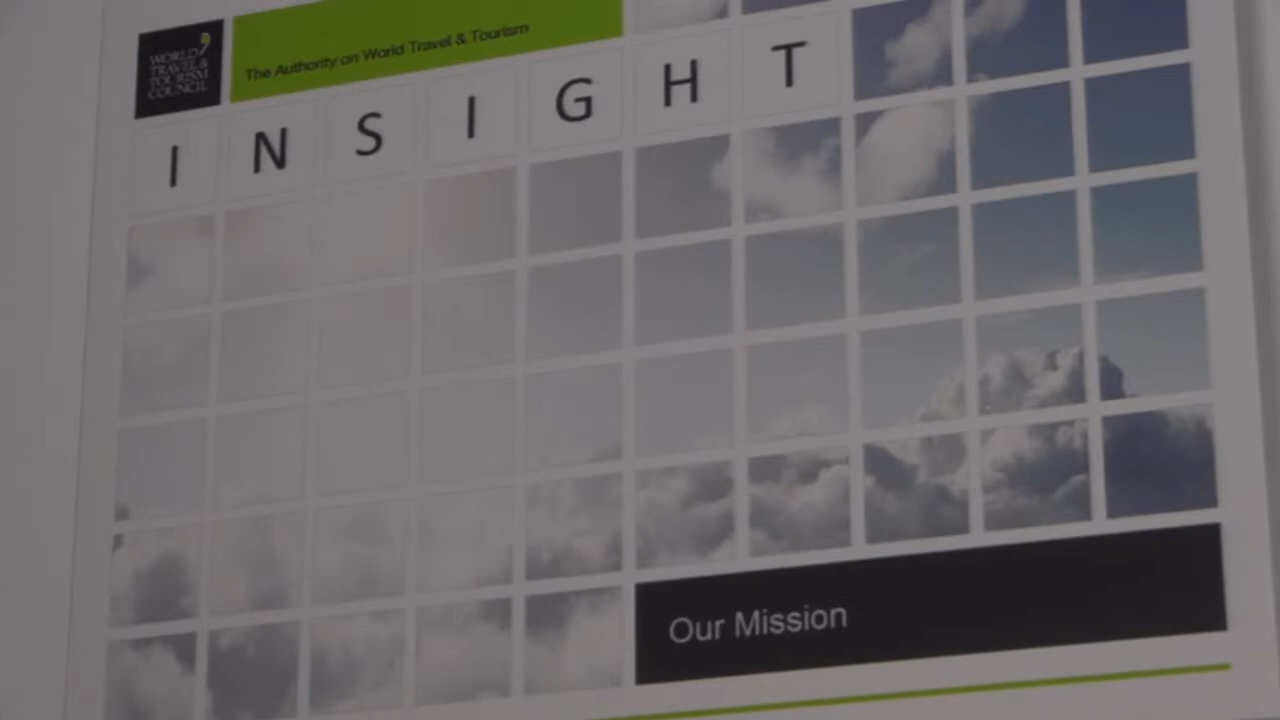 WORLD
TRAVEL &
TOURISM
COUNCIL
The Authority on World Travel & Tourism
INSIGHT
Our Mission